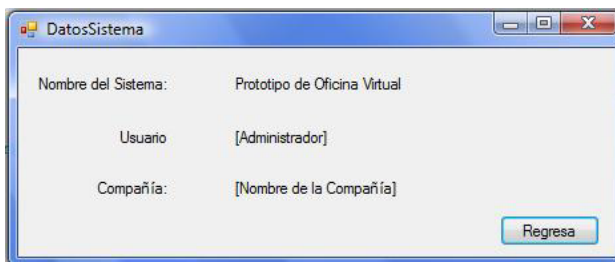 DatosSistema
Nombre del Sistema: Prototipo de Oficina Virtual
Usuario [Administrador]
Compañía: [Nombre de la Compañía]
Regresa